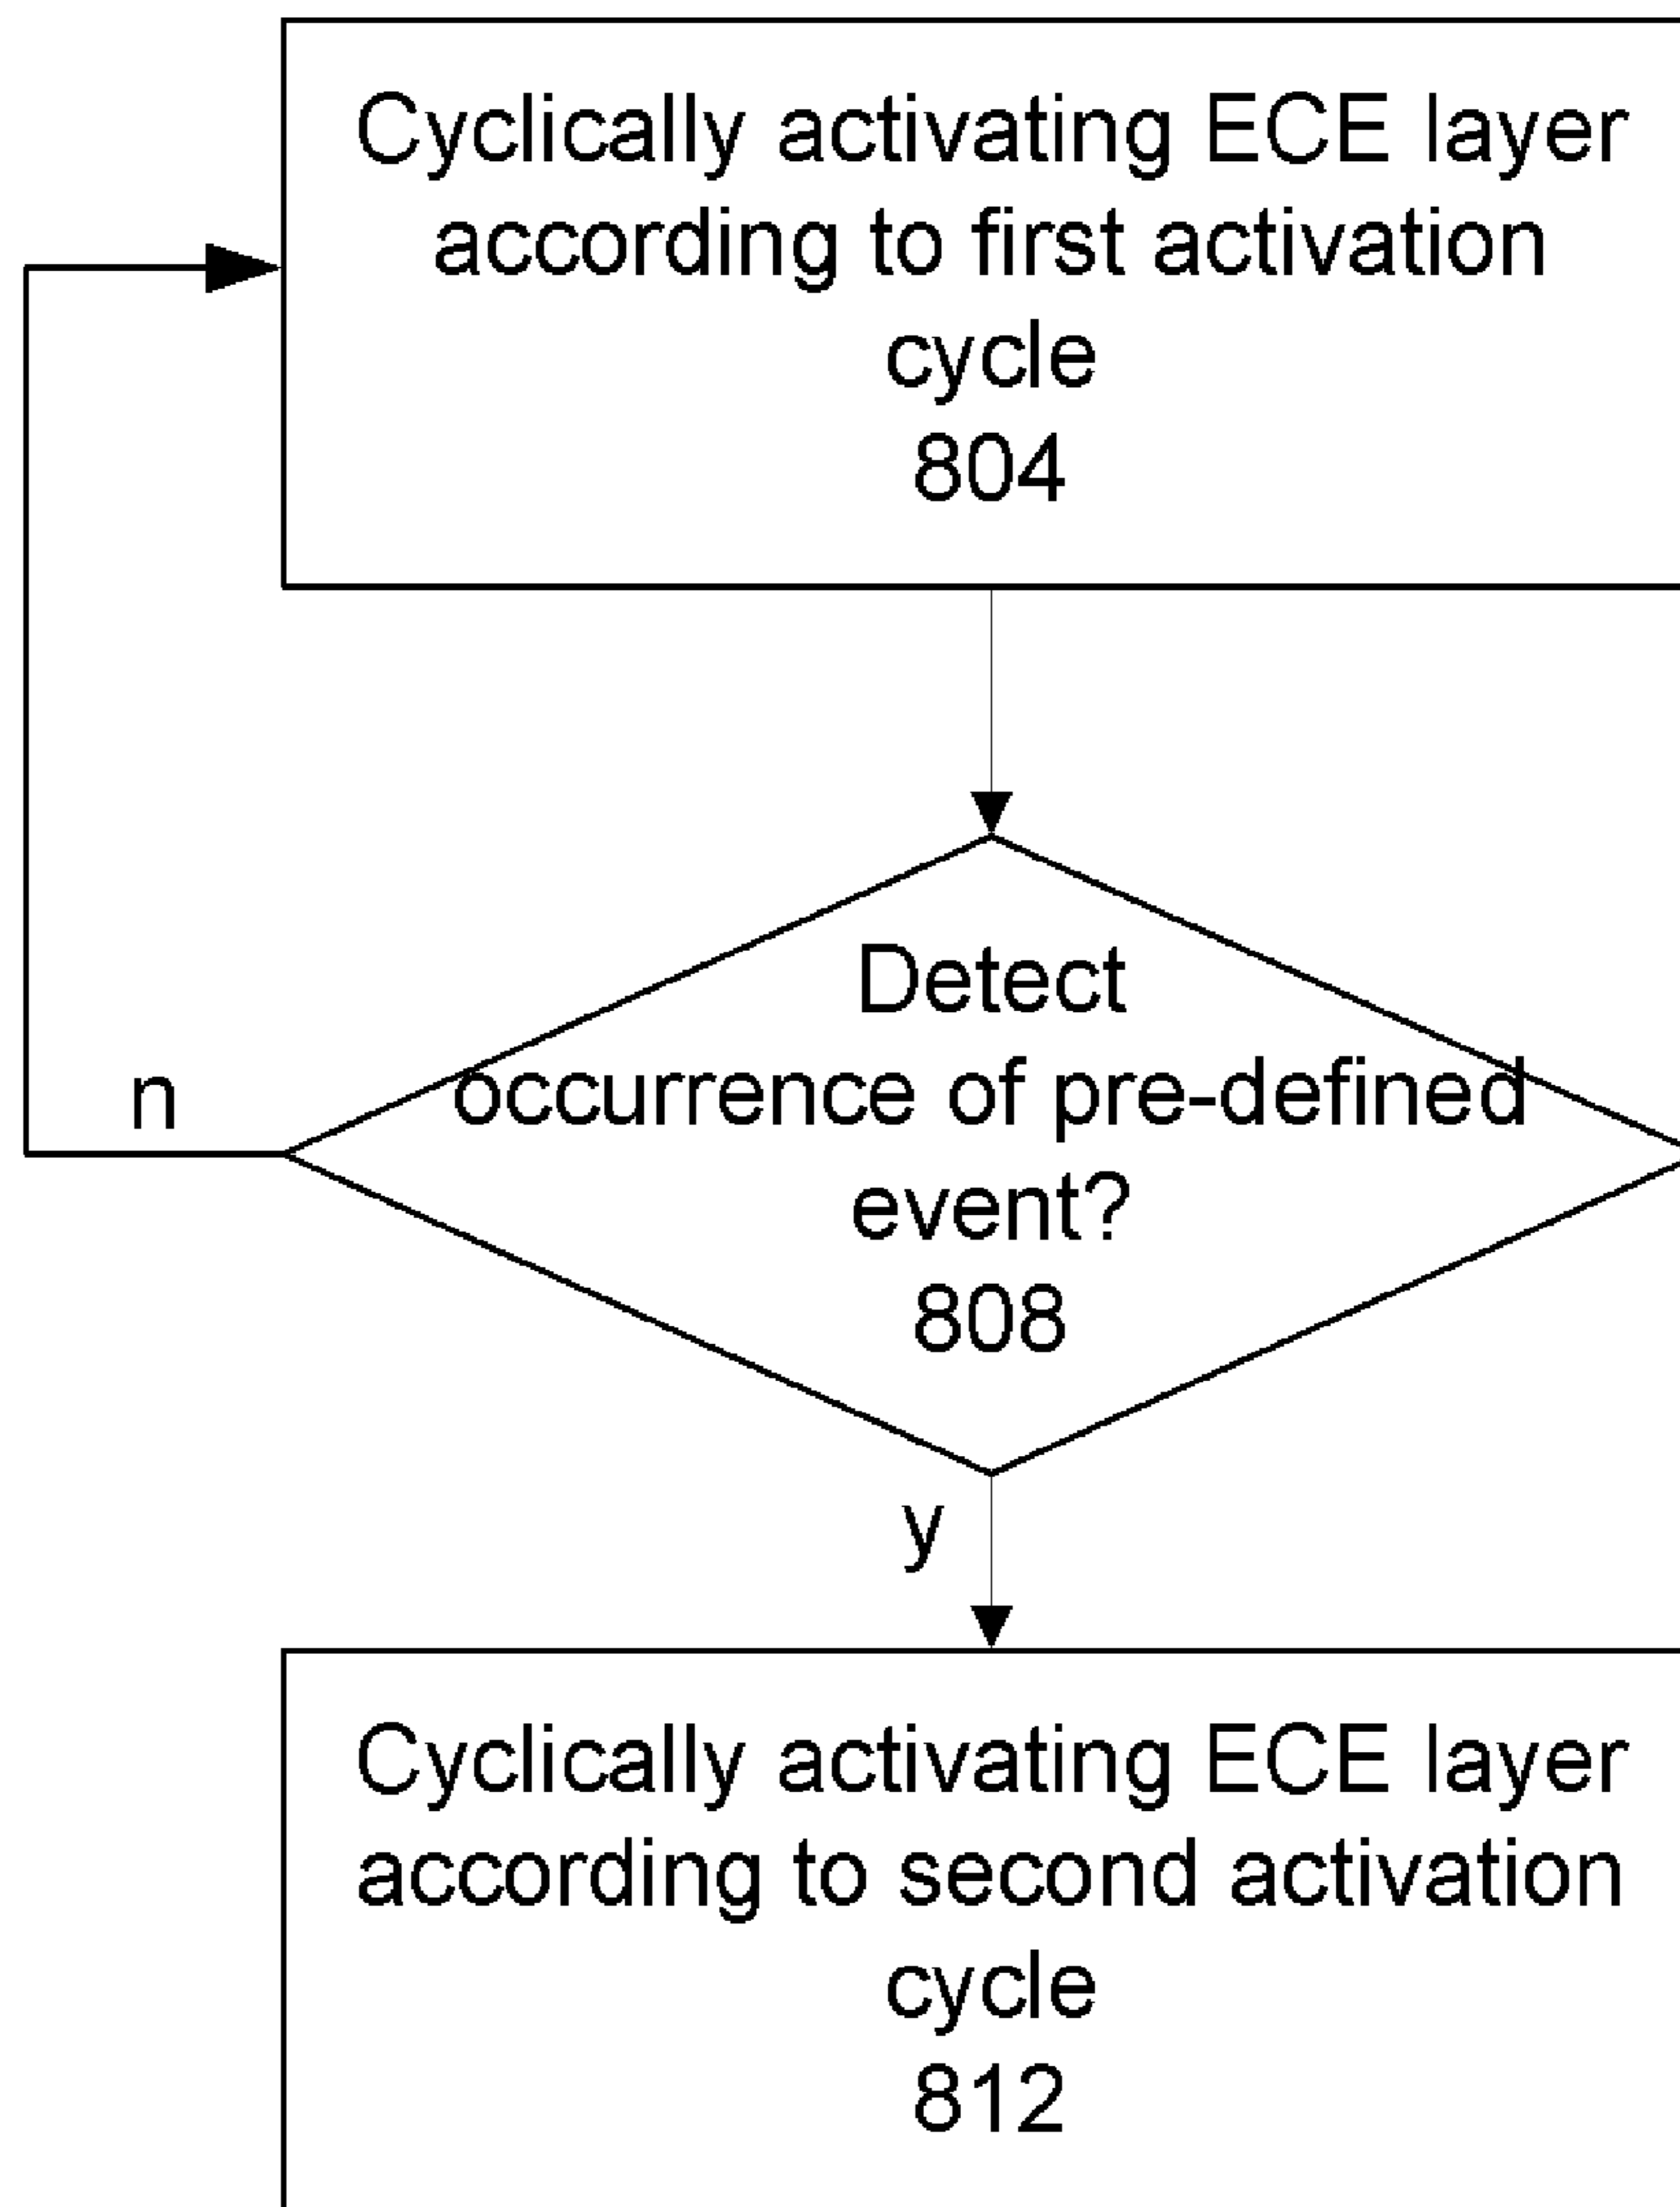 Cyclically activating ECE layer
according to first activation
cycle
804
Detect
occurrence of pre-defined
event?
808
n
y
Cyclically activating ECE layer
according to second activation
cycle
812